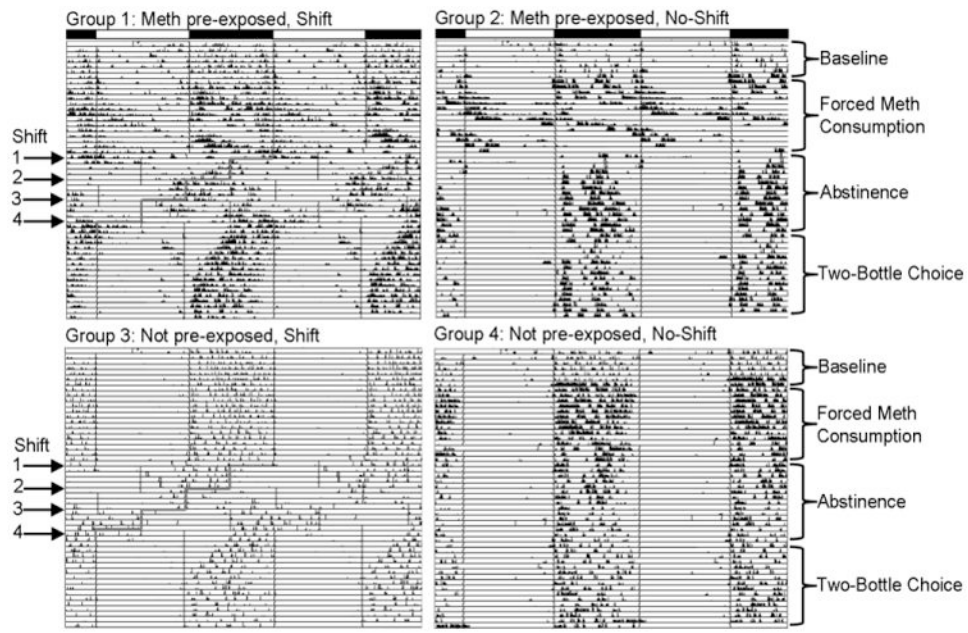 Group 1: Meth pre-exposed, Shift
Group 2: Meth pre-exposed, No-Shift
Shift
1
2
3
4
Baseline
Forced Meth
Consumption
Abstinence
Two-Bottle Choice
Group 3: Not pre-exposed, Shift
Group 4: Not pre-exposed, No-Shift
Shift
1
2
3
4
Baseline
Forced Meth
Consumption
Abstinence
Two-Bottle Choice